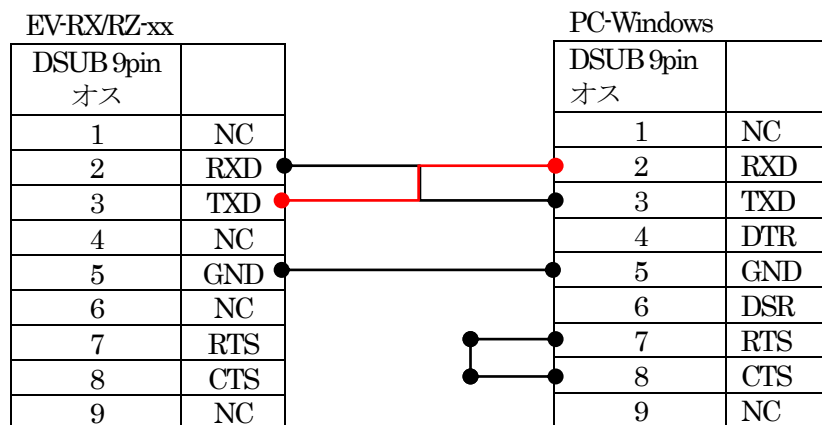 EV-RX/RZ-xx
DSUB 9pin
オス
1 NC
2 RXD
3 TXD
4 NC
5 GND
6 NC
7 RTS
8 CTS
9 NC
PC-Windows
DSUB 9pin
オス
1 NC
2 RXD
3 TXD
4 DTR
5 GND
6 DSR
7 RTS
8 CTS
9 NC